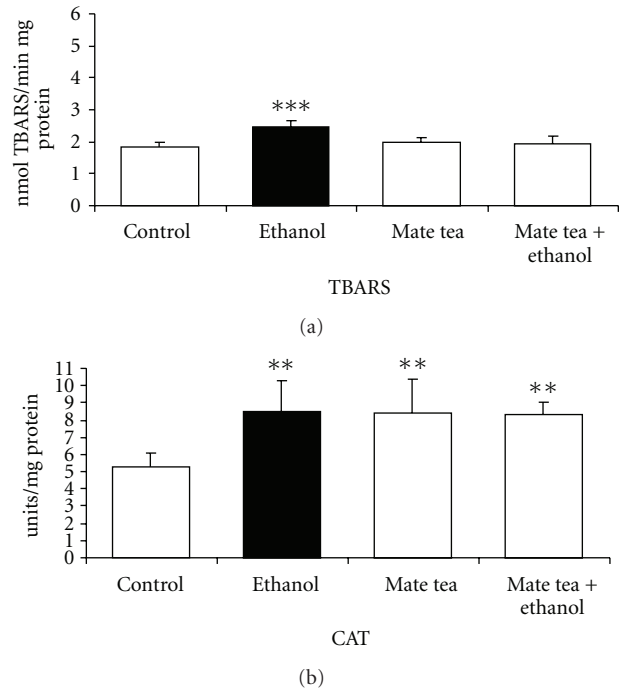 6
5
4
3
2
1
0
nmol TBARS/min mg
protein
***
Control
Ethanol
Mate tea
Mate tea +
ethanol
TBARS
(a)
11
10
9
8
7
6
5
4
3
2
1
0
units/mg protein
**
**
**
Control
Ethanol
Mate tea
Mate tea +
ethanol
CAT
(b)